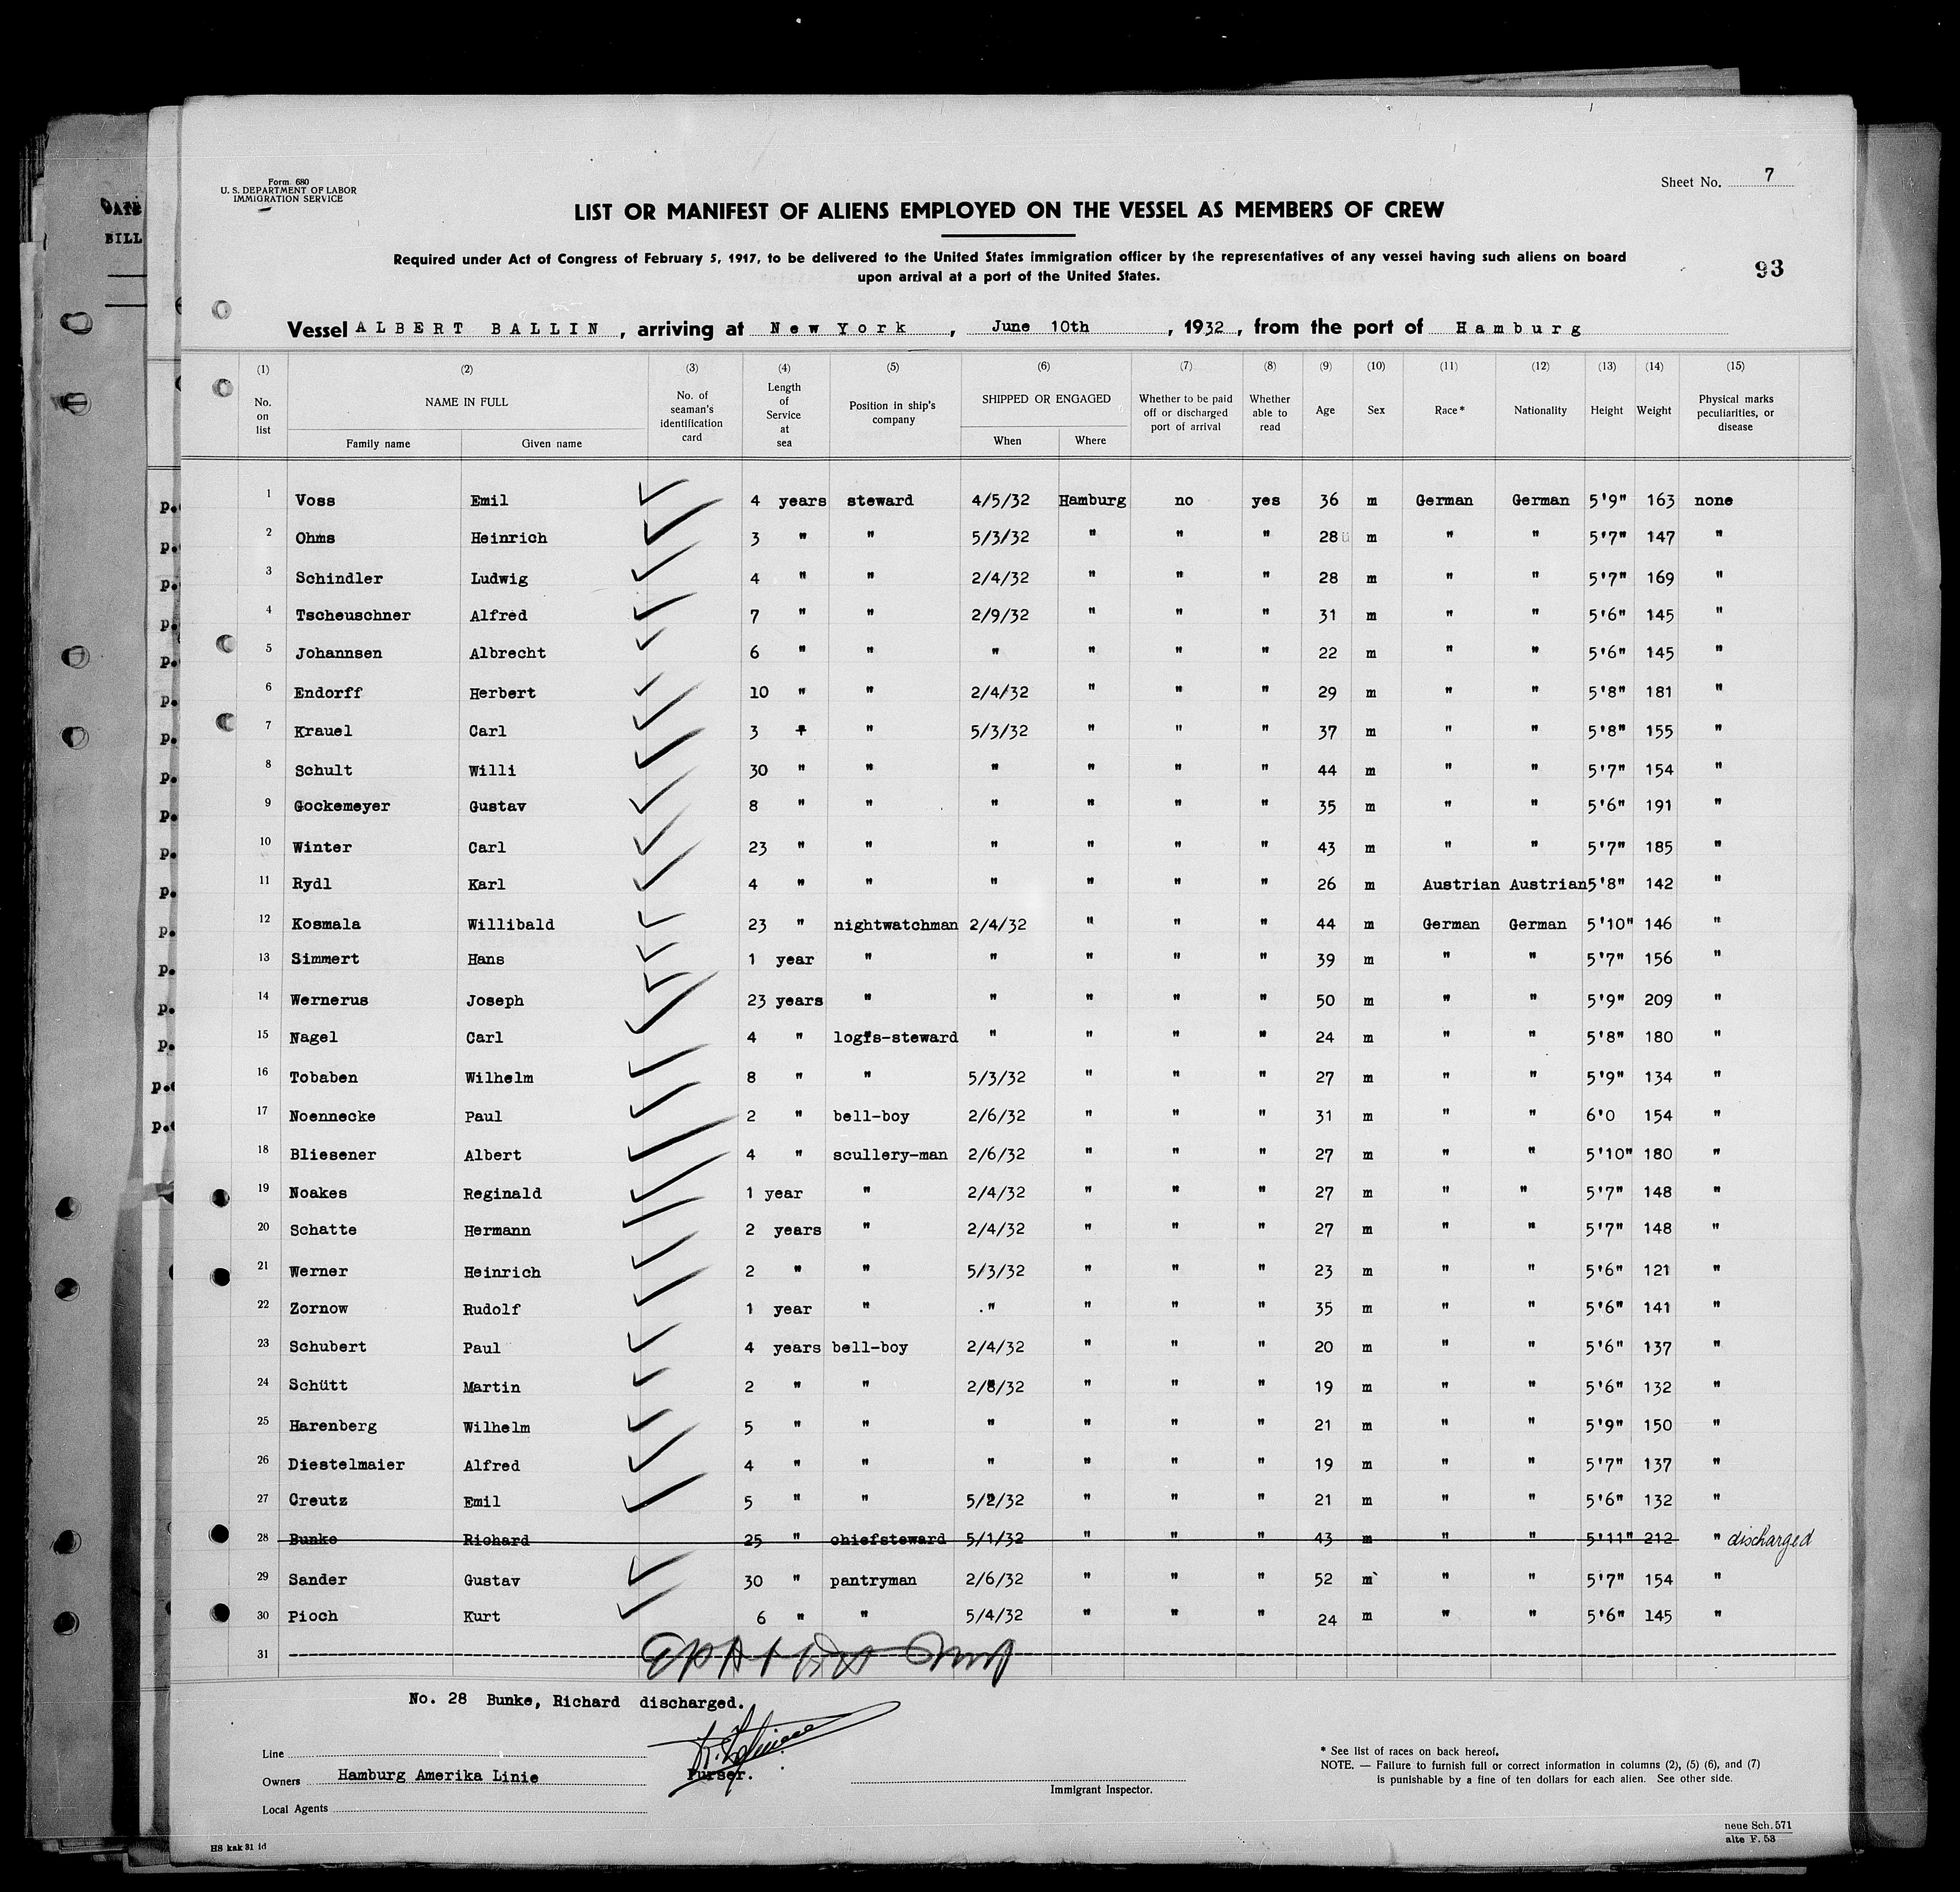 DATE
BILL
Form 680
U. S. DEPARTMENT OF LABOR
IMMIGRATION SERVICE
Sheet No. 7
LIST OR MANIFEST OF ALIENS EMPLOYED ON THE VESSEL AS MEMBERS OF CREW
Required under Act of Congress of February 5, 1917, to be delivered to the United States immigration officer by the representatives of any vessel having such aliens on board
upon arrival at a port of the United States.
93
Vessel ALBERT BALLIN, arriving at New York, June 10th, 1932, from the port of Hamburg
(1) (2) (3) (4) (5) (6) (7) (8) (9) (10) (11) (12) (13) (14) (15)
No. on list NAME IN FULL Family name Given name No. of seaman's identification card Length of Service at sea Position in ship's company SHIPPED OR ENGAGED When Where Whether to be paid off or discharged port of arrival Whether able to read Age Sex Race* Nationality Height Weight Physical marks peculiarities, or disease
1 Voss Emil 4 years steward 4/5/32 Hamburg no yes 36 m German German 5'9" 163 none
2 Ohms Heinrich 3 " " 5/3/32 " " " 28 m " " 5'7" 147 "
3 Schindler Ludwig 4 " " 2/4/32 " " " 28 m " " 5'7" 169 "
4 Tscheuschner Alfred 7 " " 2/9/32 " " " 31 m " " 5'6" 145 "
5 Johannsen Albrecht 6 " " " " " " 22 m " " 5'6" 145 "
6 Endorff Herbert 10 " " 2/4/32 " " " 29 m " " 5'8" 181 "
7 Krauel Carl 3 " " 5/3/32 " " " 37 m " " 5'8" 155 "
8 Schult Willi 30 " " " " " " 44 m " " 5'7" 154 "
9 Gockemeyer Gustav 8 " " " " " " 35 m " " 5'6" 191 "
10 Winter Carl 23 " " " " " " 43 m " " 5'7" 185 "
11 Rydl Karl 4 " " " " " " 26 m Austrian Austrian 5'8" 142 "
12 Kosmala Willibald 23 " nightwatchman 2/4/32 " " " 44 m German German 5'10" 146 "
13 Simmert Hans 1 year " " " " " 39 m " " 5'7" 156 "
14 Wernerus Joseph 23 years " " " " " 50 m " " 5'9" 209 "
15 Nagel Carl 4 " logis-steward " " " " 24 m " " 5'8" 180 "
16 Tobaben Wilhelm 8 " " 5/3/32 " " " 27 m " " 5'9" 134 "
17 Noennecke Paul 2 " bell-boy 2/6/32 " " " 31 m " " 6'0 154 "
18 Bliesener Albert 4 " scullery-man 2/6/32 " " " 27 m " " 5'10" 180 "
19 Noakes Reginald 1 year " 2/4/32 " " " 27 m " " 5'7" 148 "
20 Schatte Hermann 2 years " 2/4/32 " " " 27 m " " 5'7" 148 "
21 Werner Heinrich 2 " " 5/3/32 " " " 23 m " " 5'6" 121 "
22 Zornow Rudolf 1 year " " " " " 35 m " " 5'6" 141 "
23 Schubert Paul 4 years bell-boy 2/4/32 " " " 20 m " " 5'6" 137 "
24 Schütt Martin 2 " " 2/8/32 " " " 19 m " " 5'6" 132 "
25 Harenberg Wilhelm 5 " " " " " " 21 m " " 5'9" 150 "
26 Diestelmaier Alfred 4 " " " " " " 19 m " " 5'7" 137 "
27 Creutz Emil 5 " " 5/2/32 " " " 21 m " " 5'6" 132 "
28 Bunke Richard 25 " chiefsteward 5/1/32 " " " 43 m " " 5'11" 212 " discharged
29 Sander Gustav 30 " pantryman 2/6/32 " " " 52 m " " 5'7" 154 "
30 Pioch Kurt 6 " " 5/4/32 " " " 24 m " " 5'6" 145 "
31
No. 28 Bunke, Richard discharged.
Line
Owners Hamburg Amerika Linie
Local Agents
Purser.
Immigrant Inspector.
* See list of races on back hereof.
NOTE. — Failure to furnish full or correct information in columns (2), (5) (6), and (7)
is punishable by a fine of ten dollars for each alien. See other side.
neue Sch. 571
alte F. 53
HS kak 31 id